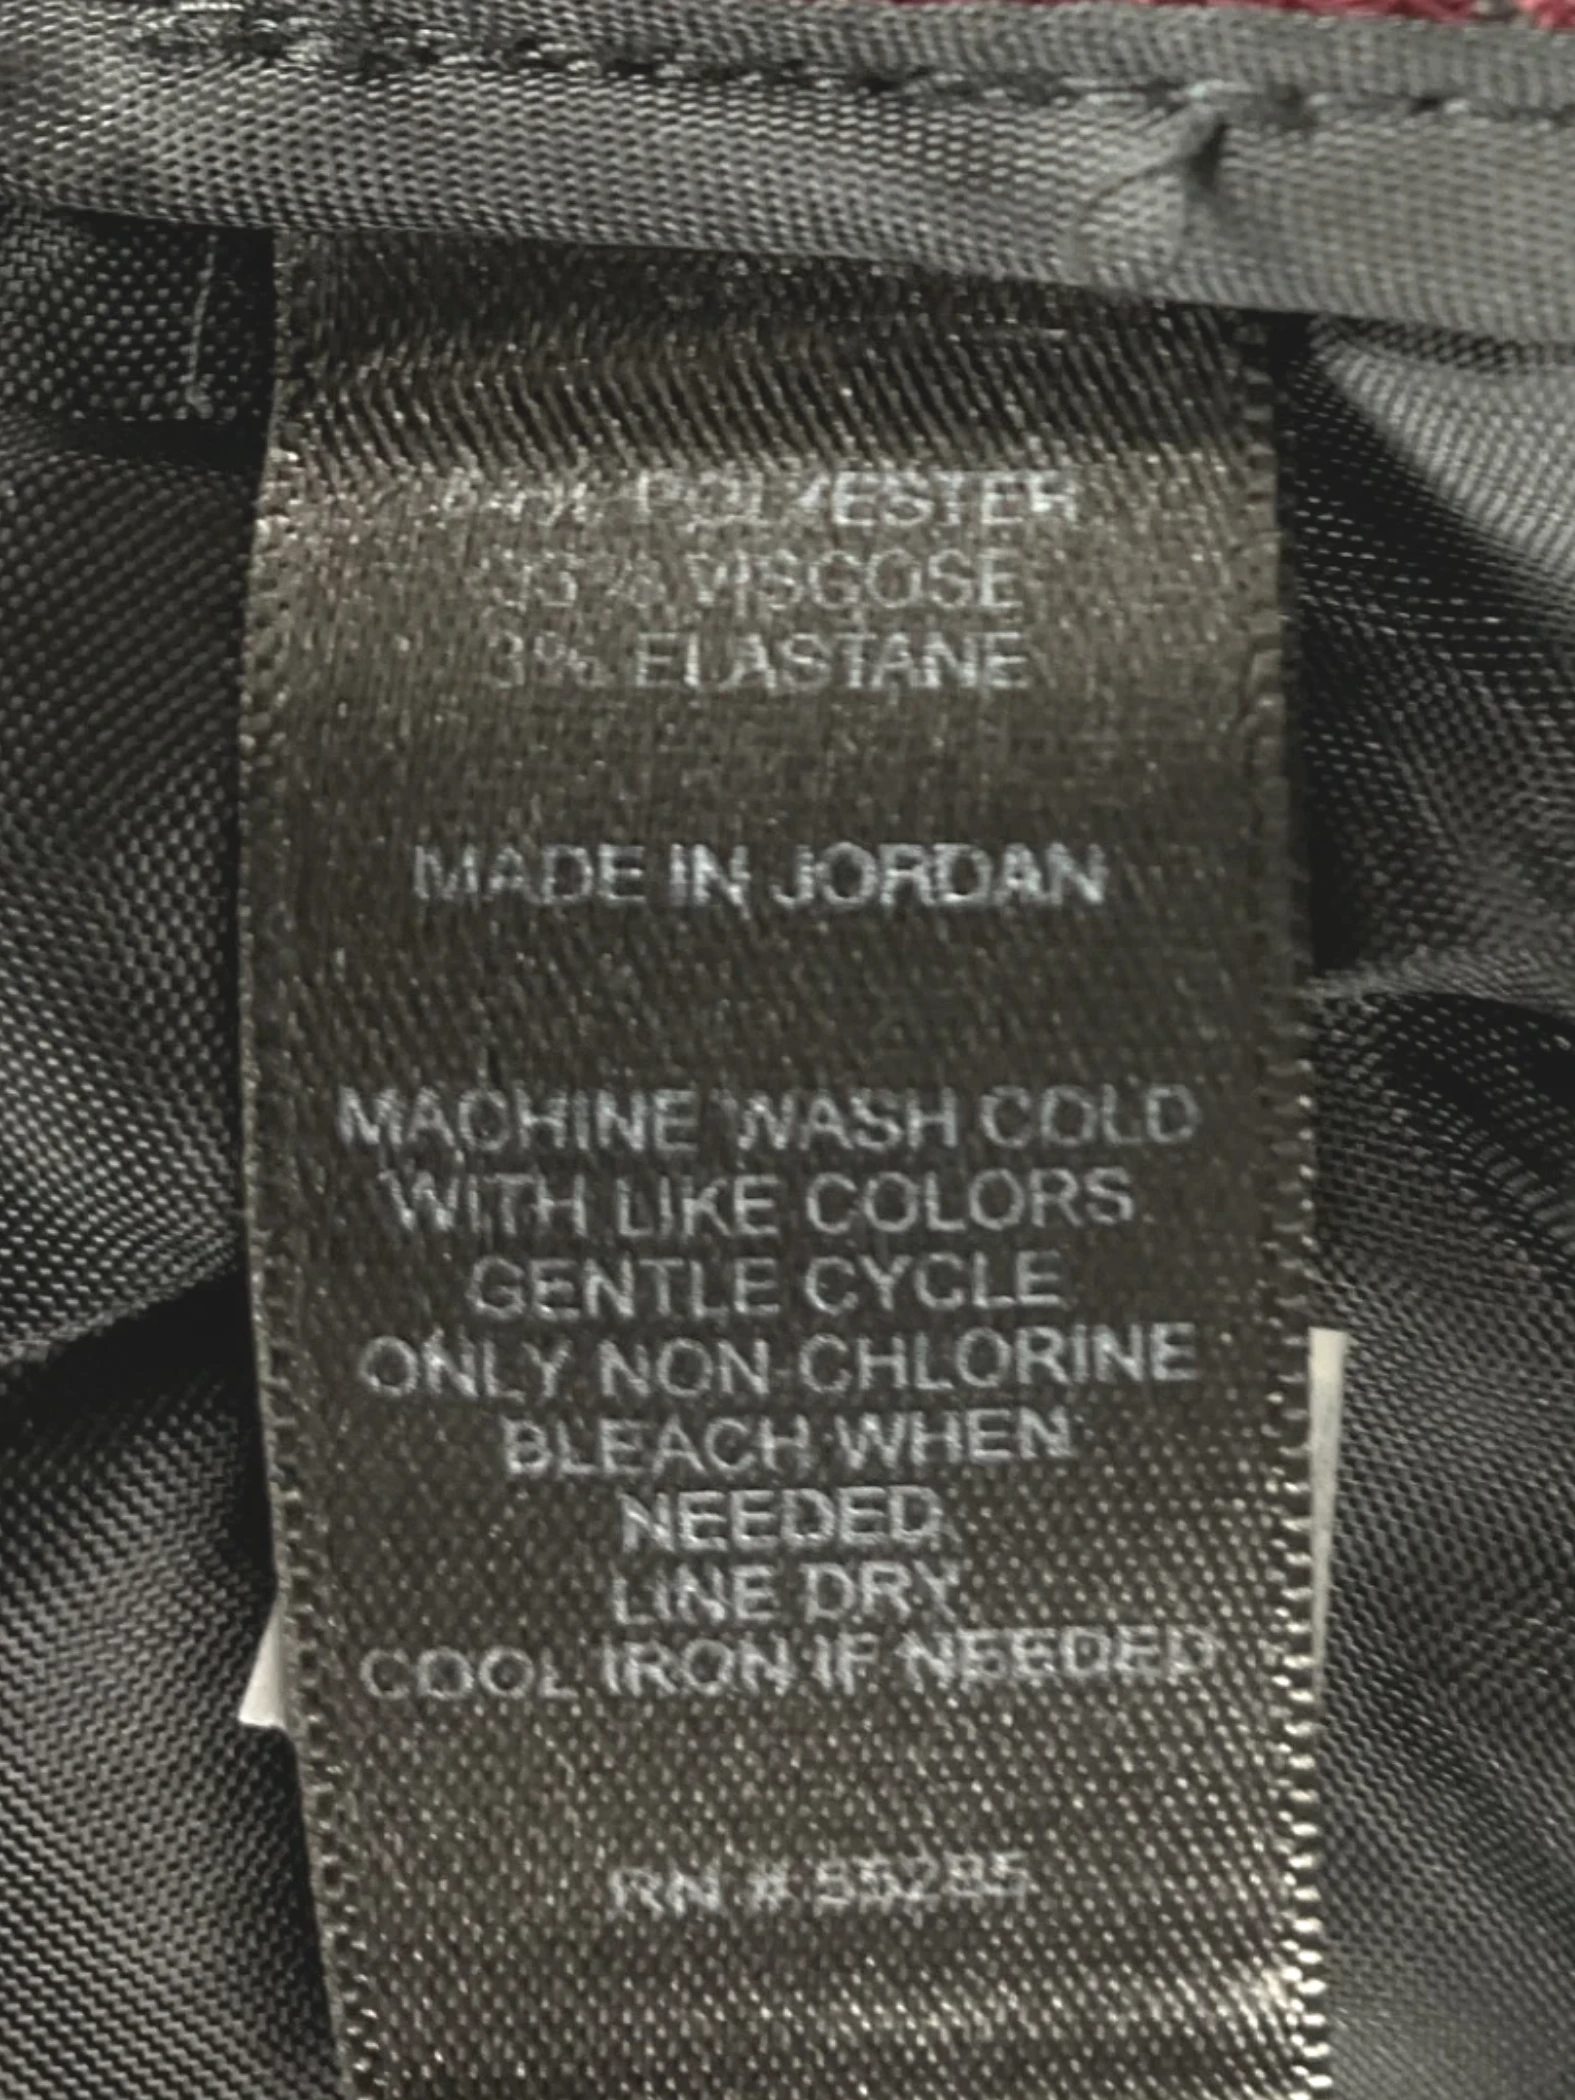 POLYESTER
VISCOSE
3% ELASTANE
MADE IN JORDAN
MACHINE WASH COLD
WITH LIKE COLORS
GENTLE CYCLE
ONLY NON-CHLORINE
BLEACH WHEN
NEEDED
LINE DRY
COOL IRON IF NEEDED
RN #